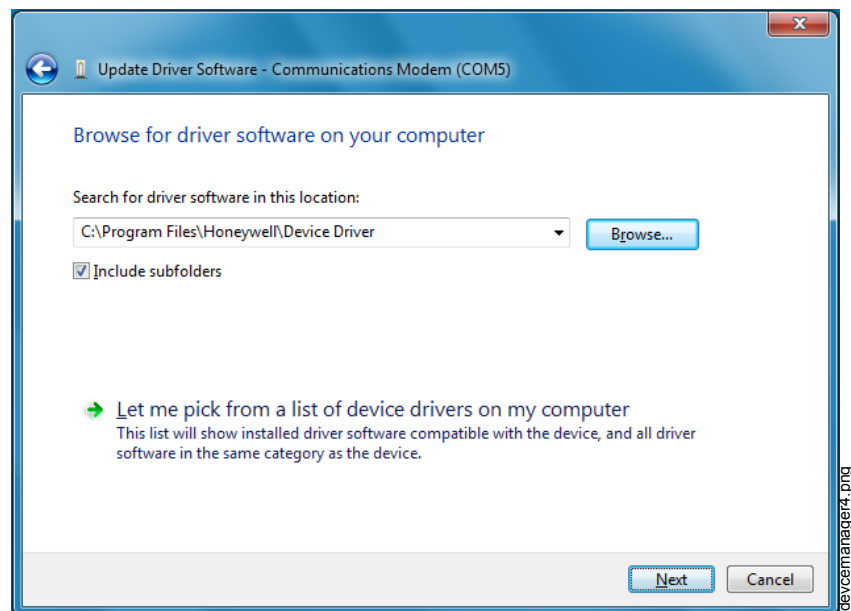 X
Update Driver Software - Communications Modem (COM5)
Browse for driver software on your computer
Search for driver software in this location:
C:\Program Files\Honeywell\Device Driver
Browse...
Include subfolders
Let me pick from a list of device drivers on my computer
This list will show installed driver software compatible with the device, and all driver
software in the same category as the device.
Next
Cancel
devcemanager4.png